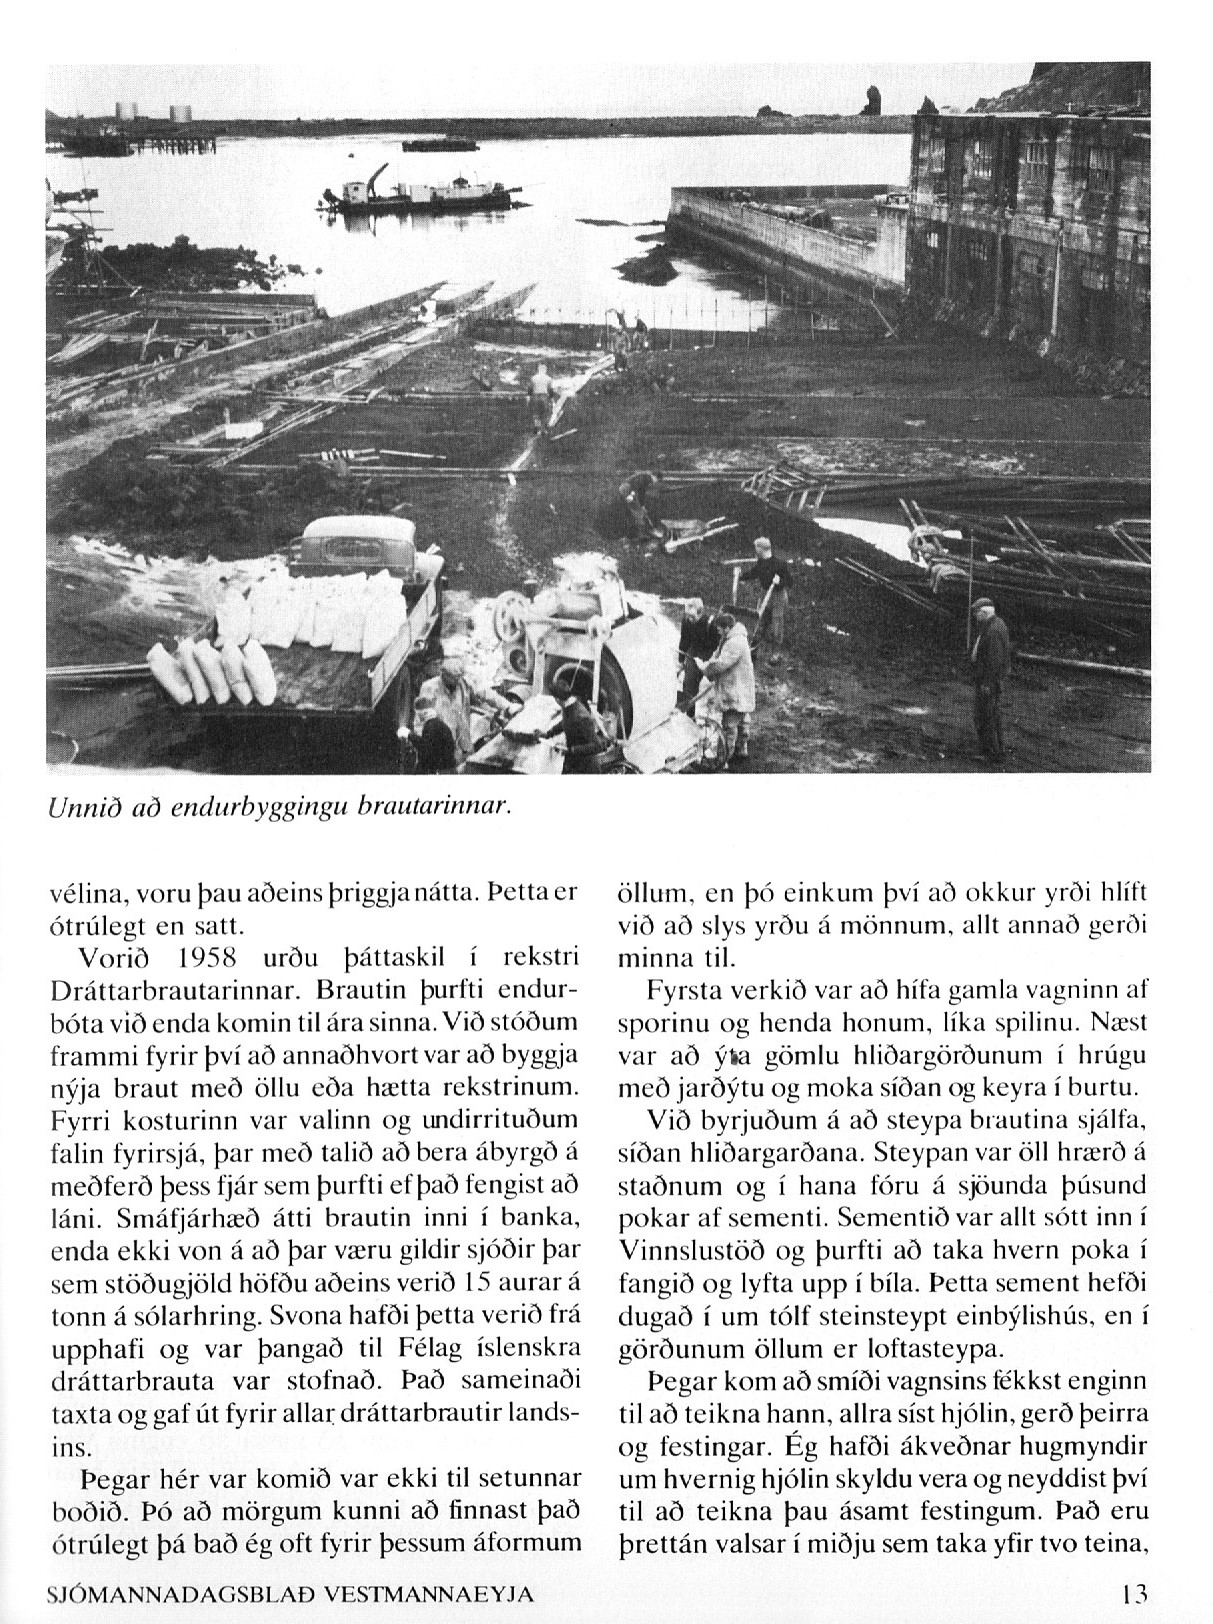 Unnið að endurbyggingu brautarinnar.
vélina, voru þau aðeins þriggja nátta. Þetta er
ótrúlegt en satt.
Vorið 1958 urðu þáttaskil í rekstri
Dráttarbrautarinnar. Brautin þurfti endur-
bóta við enda komin til ára sinna. Við stóðum
frammi fyrir því að annaðhvort var að byggja
nýja braut með öllu eða hætta rekstrinum.
Fyrri kosturinn var valinn og undirrituðum
falin fyrirsjá, þar með talið að bera ábyrgð á
meðferð þess fjár sem þurfti ef það fengist að
láni. Smáfjárhæð átti brautin inni í banka,
enda ekki von á að þar væru gildir sjóðir þar
sem stöðugjöld höfðu aðeins verið 15 aurar á
tonn á sólarhring. Svona hafði þetta verið frá
upphafi og var þangað til Félag íslenskra
dráttarbrauta var stofnað. Það sameinaði
taxta og gaf út fyrir allar dráttarbrautir lands-
ins.
Þegar hér var komið var ekki til setunnar
boðið. Þó að mörgum kunni að finnast það
ótrúlegt þá bað ég oft fyrir þessum áformum
öllum, en þó einkum því að okkur yrði hlíft
við að slys yrðu á mönnum, allt annað gerði
minna til.
Fyrsta verkið var að hífa gamla vagninn af
sporinu og henda honum, líka spilinu. Næst
var að ýta gömlu hliðargörðunum í hrúgu
með jarðýtu og moka síðan og keyra í burtu.
Við byrjuðum á að steypa brautina sjálfa,
síðan hliðargarðana. Steypan var öll hrærð á
staðnum og í hana fóru á sjöunda þúsund
pokar af sementi. Sementið var allt sótt inn í
Vinnslustöð og þurfti að taka hvern poka í
fangið og lyfta upp í bíla. Þetta sement hefði
dugað í um tólf steinsteypt einbýlishús, en í
görðunum öllum er loftasteypa.
Þegar kom að smíði vagnsins fékkst enginn
til að teikna hann, allra síst hjólin, gerð þeirra
og festingar. Ég hafði ákveðnar hugmyndir
um hvernig hjólin skyldu vera og neyddist því
til að teikna þau ásamt festingum. Það eru
þrettán valsar í miðju sem taka yfir tvo teina,
SJÓMANNADAGSBLAÐ VESTMANNAEYJA
13